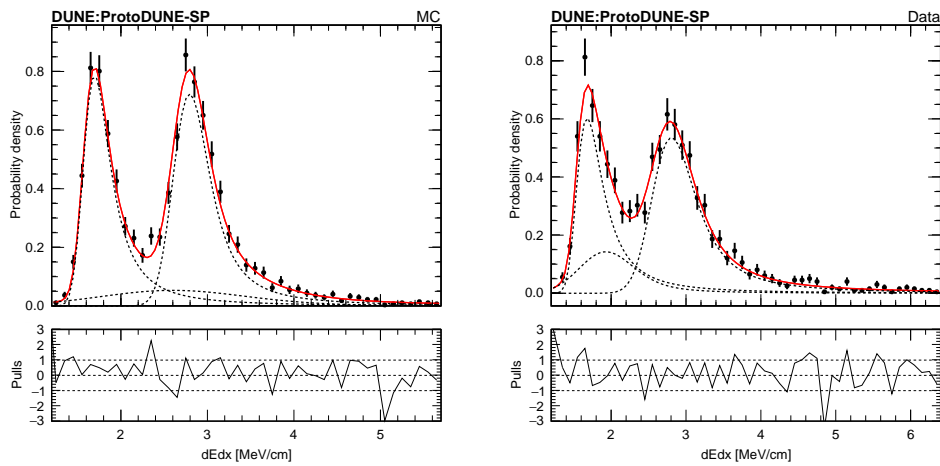 DUNE:ProtoDUNE-SP MC
Probability density
0.8
0.6
0.4
0.2
0.0
Pulls
3
2
1
0
−1
−2
−3
2 3 4 5
dEdx [MeV/cm]
DUNE:ProtoDUNE-SP Data
Probability density
0.8
0.6
0.4
0.2
0.0
Pulls
3
2
1
0
−1
−2
−3
2 3 4 5 6
dEdx [MeV/cm]